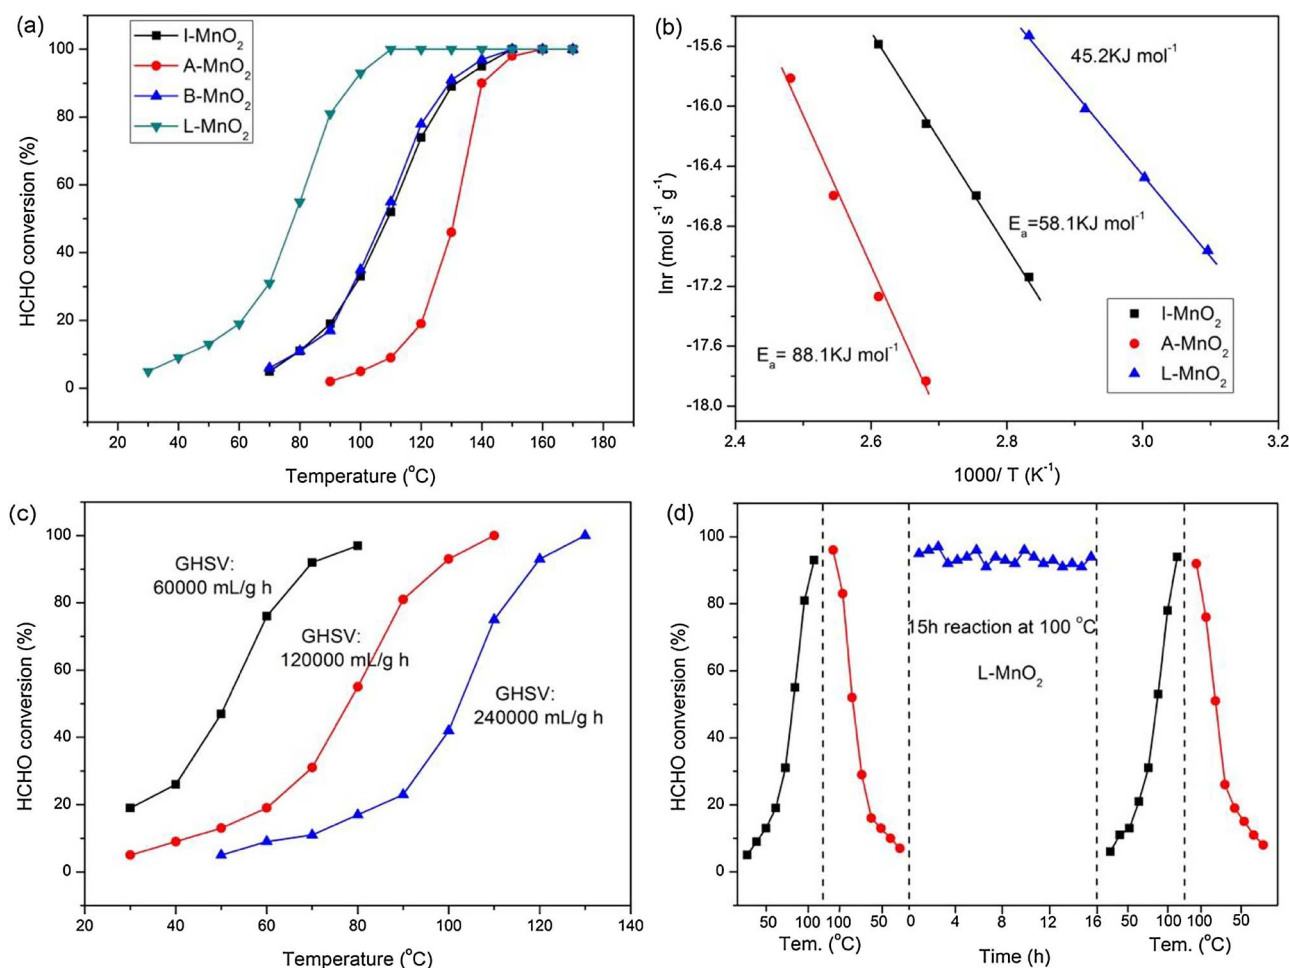 (a)
I-MnO₂
A-MnO₂
B-MnO₂
L-MnO₂
HCHO conversion (%)
100
80
60
40
20
0
20 40 60 80 100 120 140 160 180
Temperature (°C)
(b)
lnr (mol s⁻¹ g⁻¹)
-15.6
-16.0
-16.4
-16.8
-17.2
-17.6
-18.0
45.2KJ mol⁻¹
Eₐ=58.1KJ mol⁻¹
Eₐ= 88.1KJ mol⁻¹
I-MnO₂
A-MnO₂
L-MnO₂
2.4 2.6 2.8 3.0 3.2
1000/ T (K⁻¹)
(c)
HCHO conversion (%)
100
80
60
40
20
0
GHSV:
60000 mL/g h
GHSV:
120000 mL/g h
GHSV:
240000 mL/g h
20 40 60 80 100 120 140
Temperature (°C)
(d)
HCHO conversion (%)
100
80
60
40
20
0
15h reaction at 100 °C
L-MnO₂
50 100 100 50 0 4 8 12 16 50 100 100 50
Tem. (°C) Time (h) Tem. (°C)